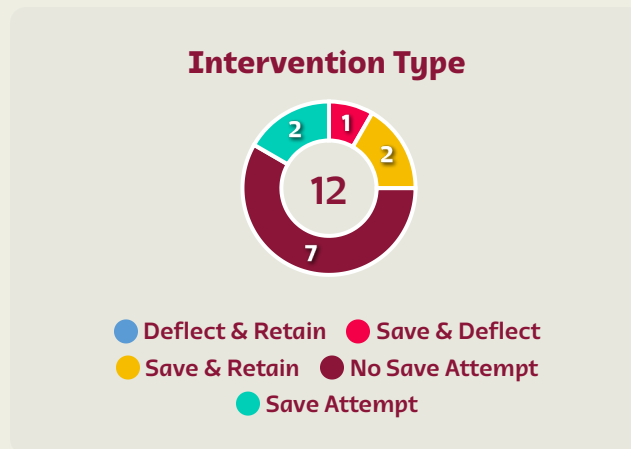 Intervention Type
2 1
2
12
7
Deflect & Retain Save & Deflect
Save & Retain No Save Attempt
Save Attempt